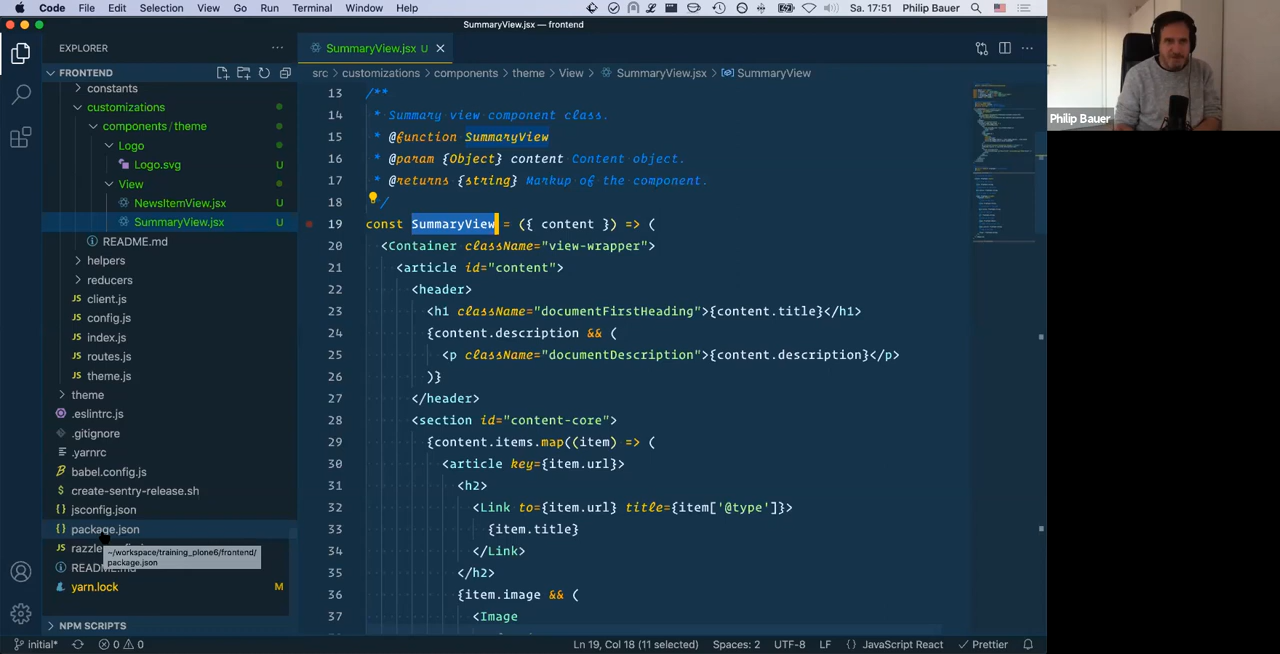 Code File Edit Selection View Go Run Terminal Window Help Sa. 17:51 Philip Bauer
SummaryView.jsx — frontend
EXPLORER
SummaryView.jsx U
FRONTEND
src customizations components theme View SummaryView.jsx SummaryView
constants
customizations
components/theme
Logo
Logo.svg U
View
NewsItemView.jsx U
SummaryView.jsx U
README.md
helpers
reducers
JS client.js
JS config.js
JS index.js
JS routes.js
JS theme.js
theme
.eslintrc.js
.gitignore
.yarnrc
babel.config.js
$ create-sentry-release.sh
{} jsconfig.json
{} package.json
JS razzle
~/workspace/training_plone6/frontend/
package.json
README.md
yarn.lock M
NPM SCRIPTS
13 /**
14 * Summary view component class.
15 * @function SummaryView
16 * @param {Object} content Content object.
17 * @returns {string} Markup of the component.
18 */
19 const SummaryView = ({ content }) => (
20 <Container className="view-wrapper">
21 <article id="content">
22 <header>
23 <h1 className="documentFirstHeading">{content.title}</h1>
24 {content.description && (
25 <p className="documentDescription">{content.description}</p>
26 )}
27 </header>
28 <section id="content-core">
29 {content.items.map((item) => (
30 <article key={item.url}>
31 <h2>
32 <Link to={item.url} title={item['@type']}>
33 {item.title}
34 </Link>
35 </h2>
36 {item.image && (
37 <Image
initial* 0 0 Ln 19, Col 18 (11 selected) Spaces: 2 UTF-8 LF {} JavaScript React Prettier
Philip Bauer